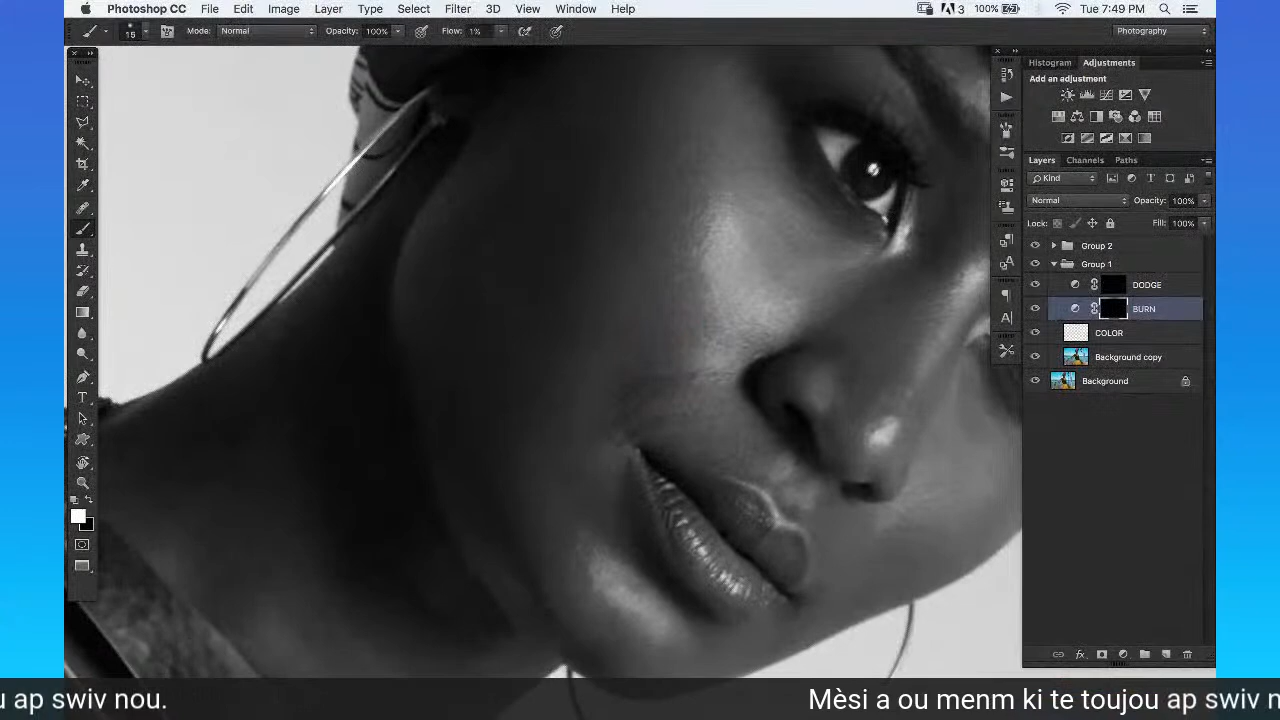 Photoshop CC File Edit Image Layer Type Select Filter 3D View Window Help 3 100% Tue 7:49 PM
15 Mode: Normal Opacity: 100% Flow: 1% Photography
Histogram Adjustments
Add an adjustment
Layers Channels Paths
Kind
Normal Opacity: 100%
Lock: Fill: 100%
Group 2
Group 1
DODGE
BURN
COLOR
Background copy
Background
u ap swiv nou. Mèsi a ou menm ki te toujou ap swiv n